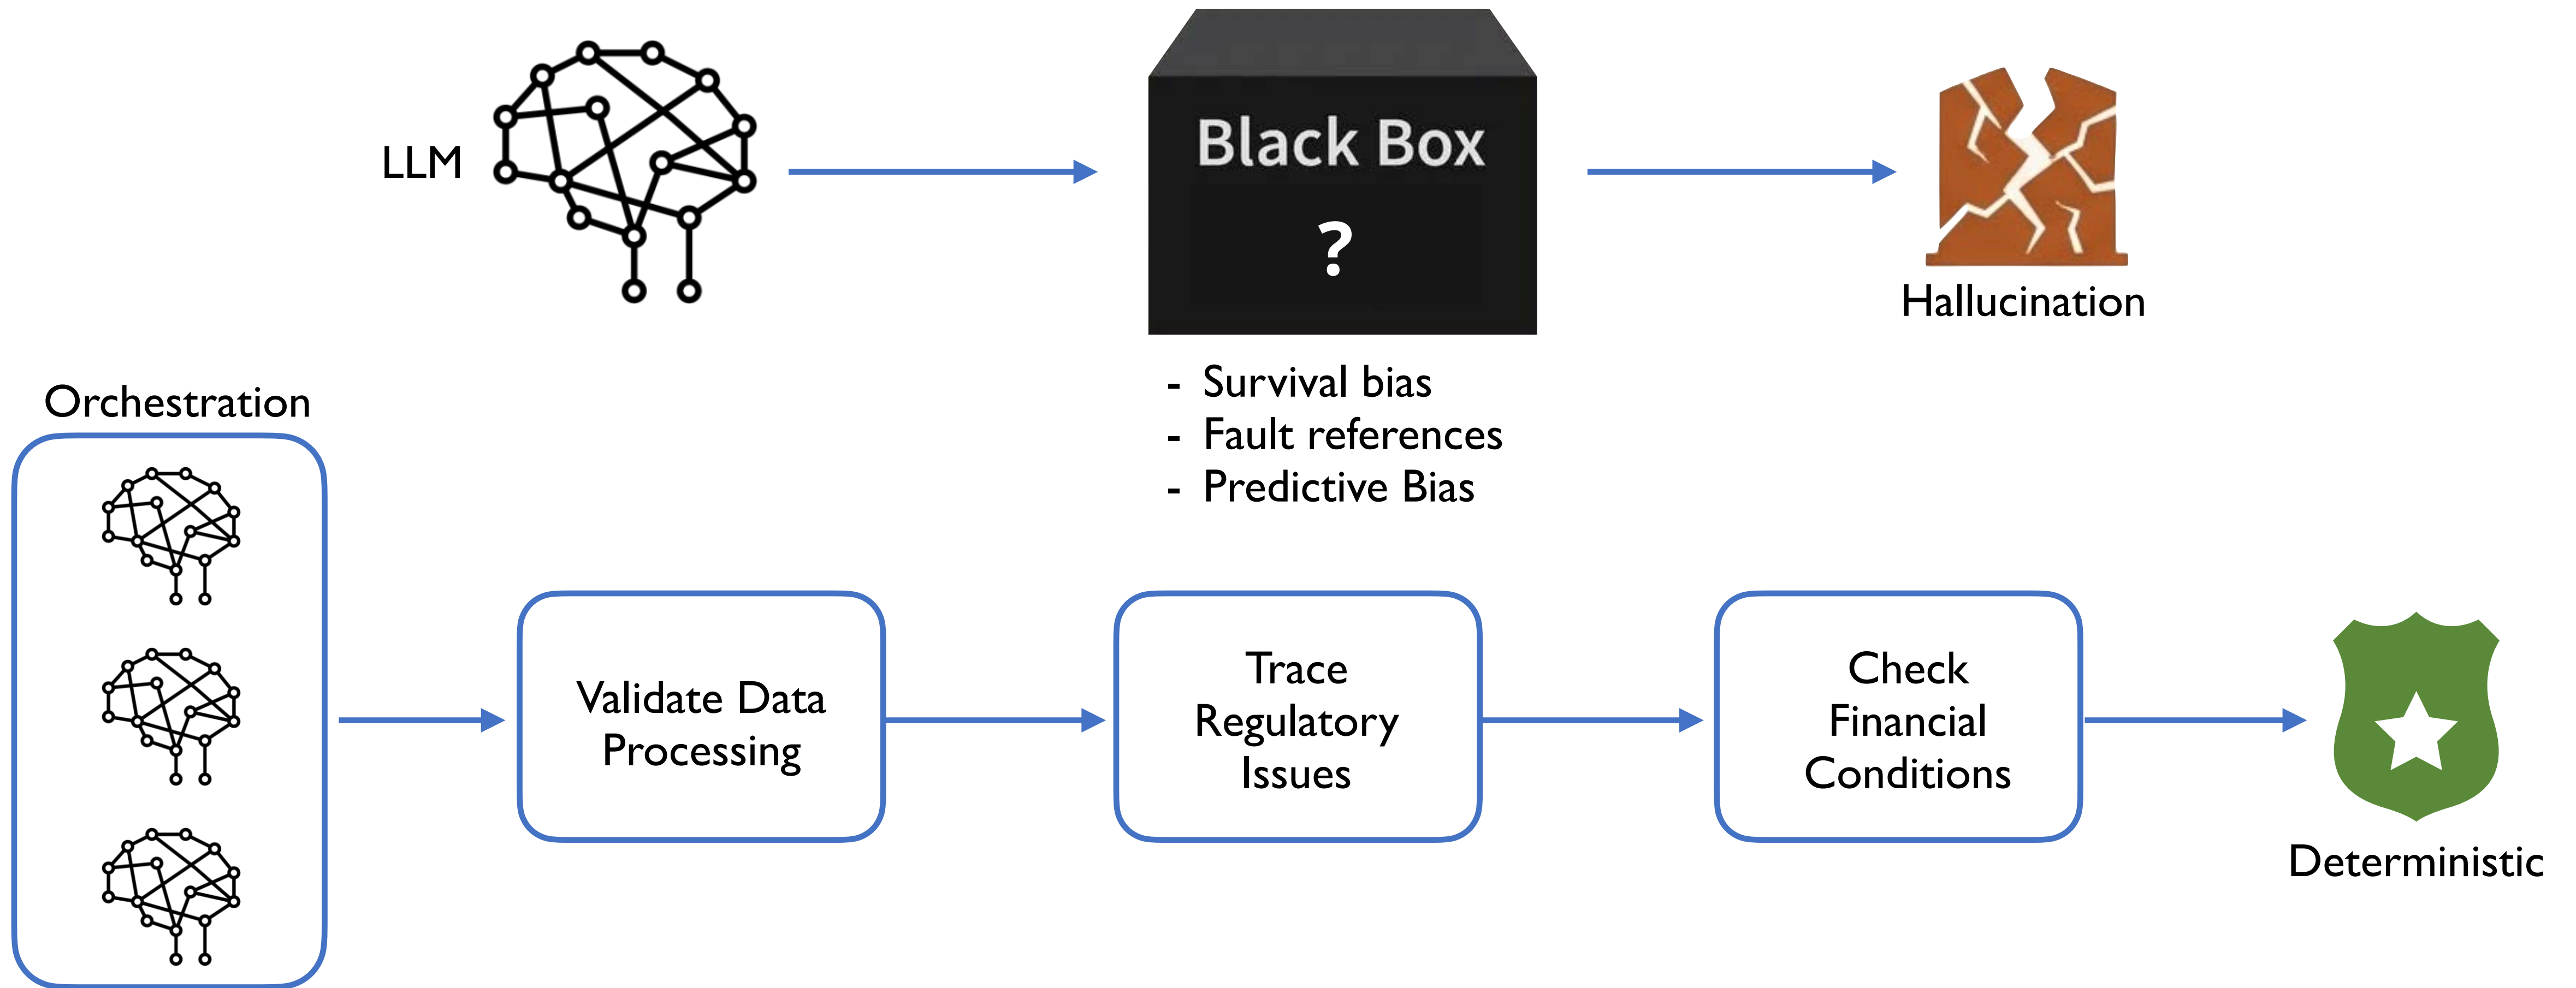 LLM
Black Box
?
Hallucination
- Survival bias
- Fault references
- Predictive Bias
Orchestration
Validate Data
Processing
Trace
Regulatory
Issues
Check
Financial
Conditions
Deterministic